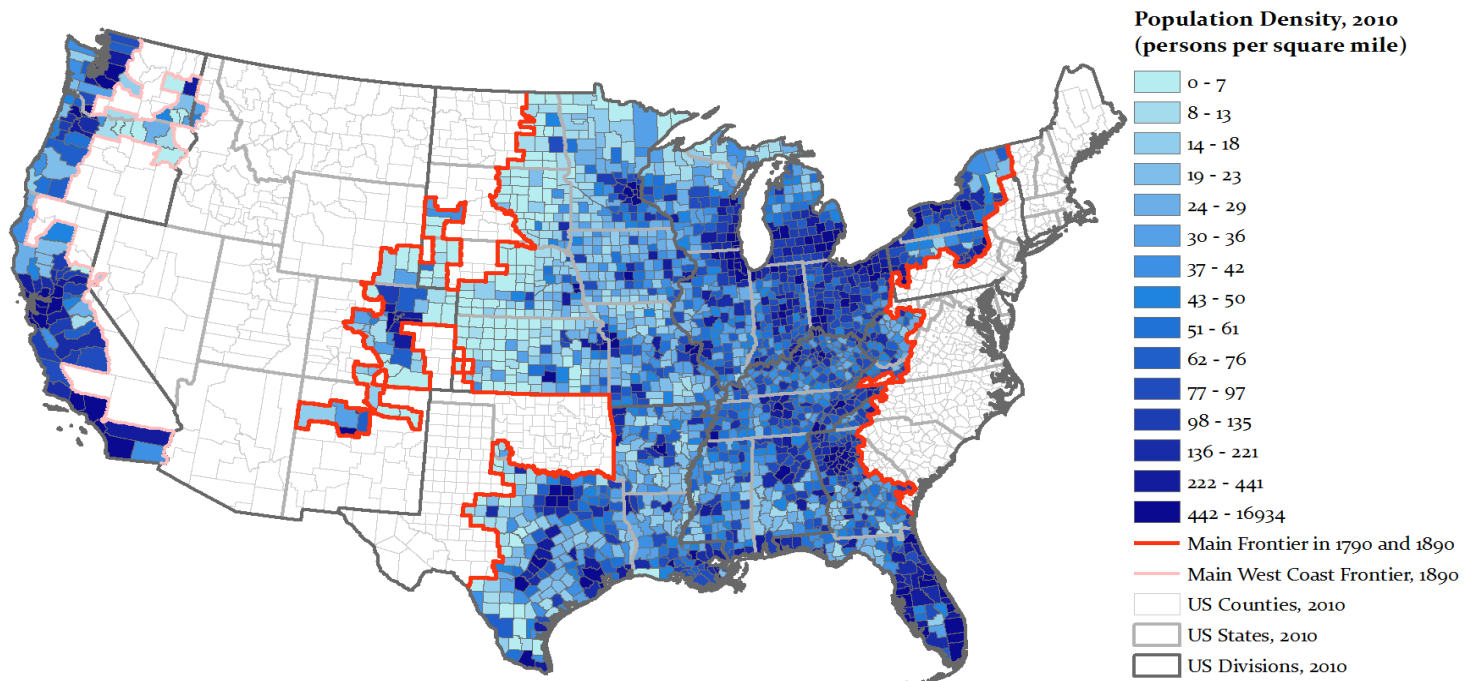 Population Density, 2010
(persons per square mile)
0 - 7
8 - 13
14 - 18
19 - 23
24 - 29
30 - 36
37 - 42
43 - 50
51 - 61
62 - 76
77 - 97
98 - 135
136 - 221
222 - 441
442 - 16934
Main Frontier in 1790 and 1890
Main West Coast Frontier, 1890
US Counties, 2010
US States, 2010
US Divisions, 2010